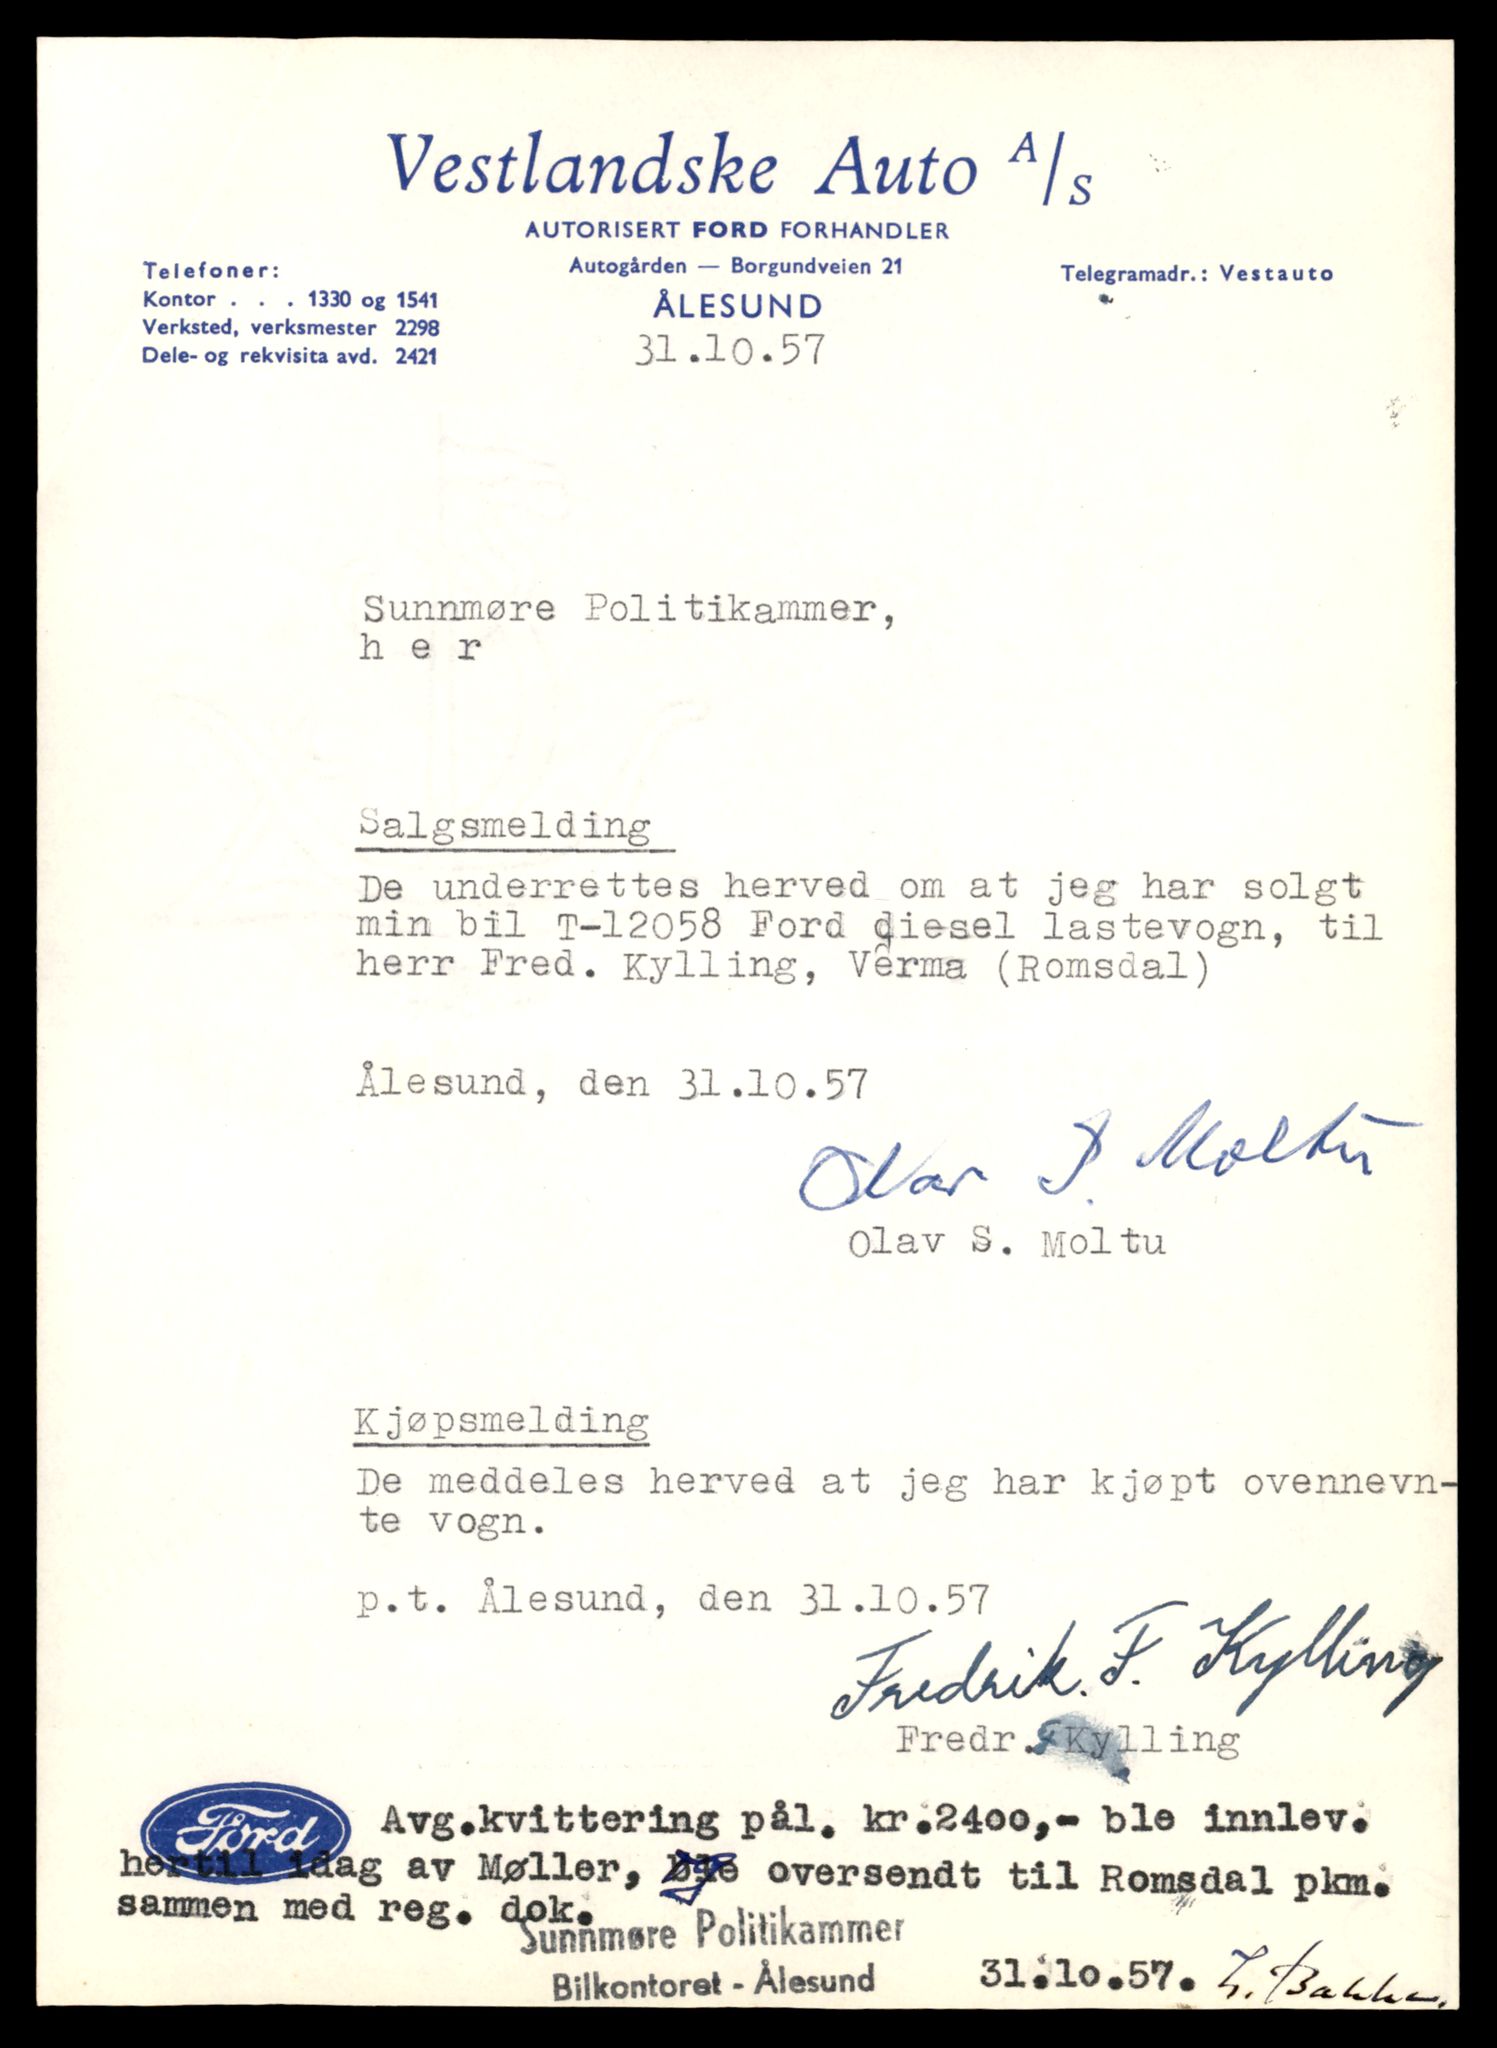 Vestlandske Auto A/S
AUTORISERT FORD FORHANDLER
Autogården — Borgundveien 21
ÅLESUND
Telefoner:
Kontor . . . 1330 og 1541
Verksted, verksmester 2298
Dele- og rekvisita avd. 2421
Telegramadr.: Vestauto
31.10.57
Sunnmøre Politikammer,
h e r
Salgsmelding
De underrettes herved om at jeg har solgt
min bil T-12058 Ford diesel lastevogn, til
herr Fred. Kylling, Verma (Romsdal)
Ålesund, den 31.10.57
Olav S. Moltu
Olav S. Moltu
Kjøpsmelding
De meddeles herved at jeg har kjøpt ovennevn-
te vogn.
p.t. Ålesund, den 31.10.57
Fredrik. F. Kylling
Fredr. F Kylling
Ford
Avg.kvittering pål. kr.2400,- ble innlev.
hertil idag av Møller, og oversendt til Romsdal pkm.
sammen med reg. dok.
Sunnmøre Politikammer
Bilkontoret - Ålesund
31.10.57. Bakke.